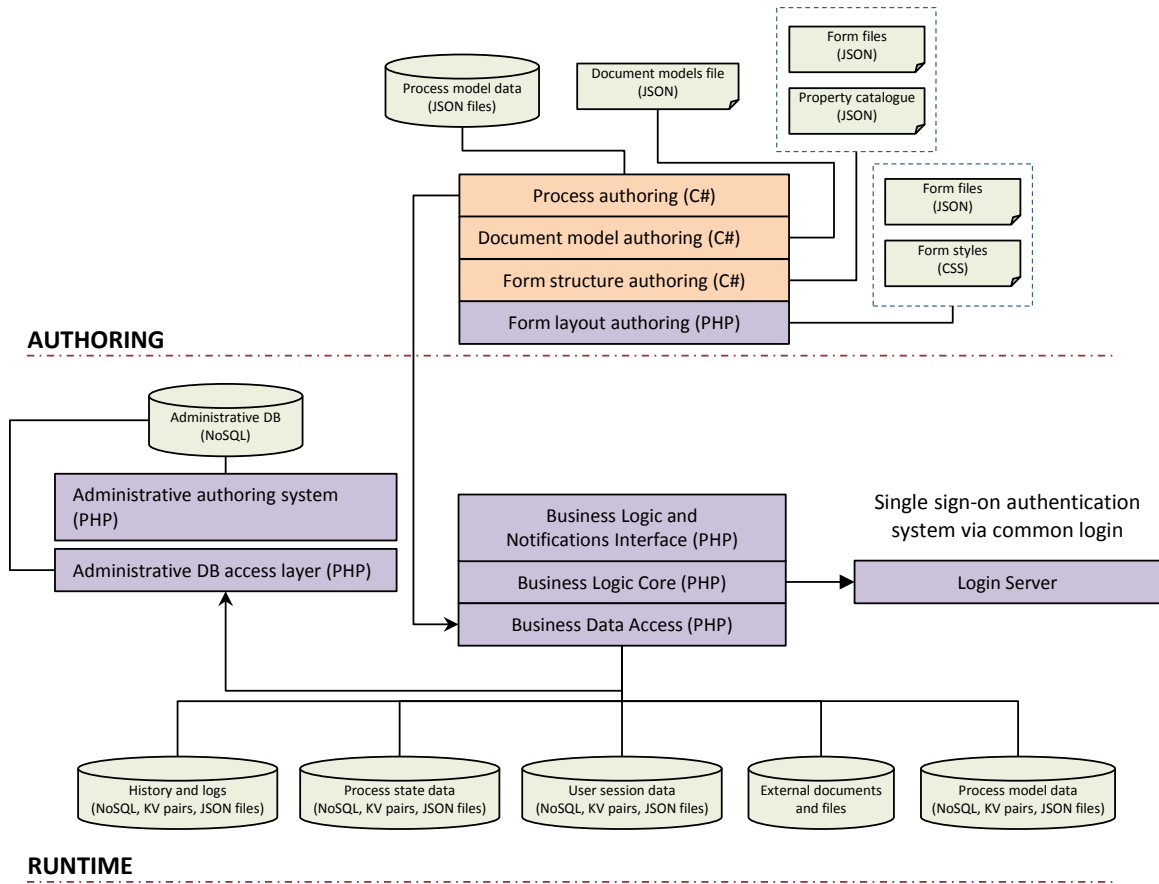 Form files
(JSON)
Process model data
(JSON files)
Document models file
(JSON)
Property catalogue
(JSON)
Process authoring (C#)
Document model authoring (C#)
Form structure authoring (C#)
Form layout authoring (PHP)
Form files
(JSON)
Form styles
(CSS)
AUTHORING
Administrative DB
(NoSQL)
Administrative authoring system
(PHP)
Administrative DB access layer (PHP)
Business Logic and
Notifications Interface (PHP)
Business Logic Core (PHP)
Business Data Access (PHP)
Single sign-on authentication
system via common login
Login Server
History and logs
(NoSQL, KV pairs, JSON files)
Process state data
(NoSQL, KV pairs, JSON files)
User session data
(NoSQL, KV pairs, JSON files)
External documents
and files
Process model data
(NoSQL, KV pairs, JSON files)
RUNTIME